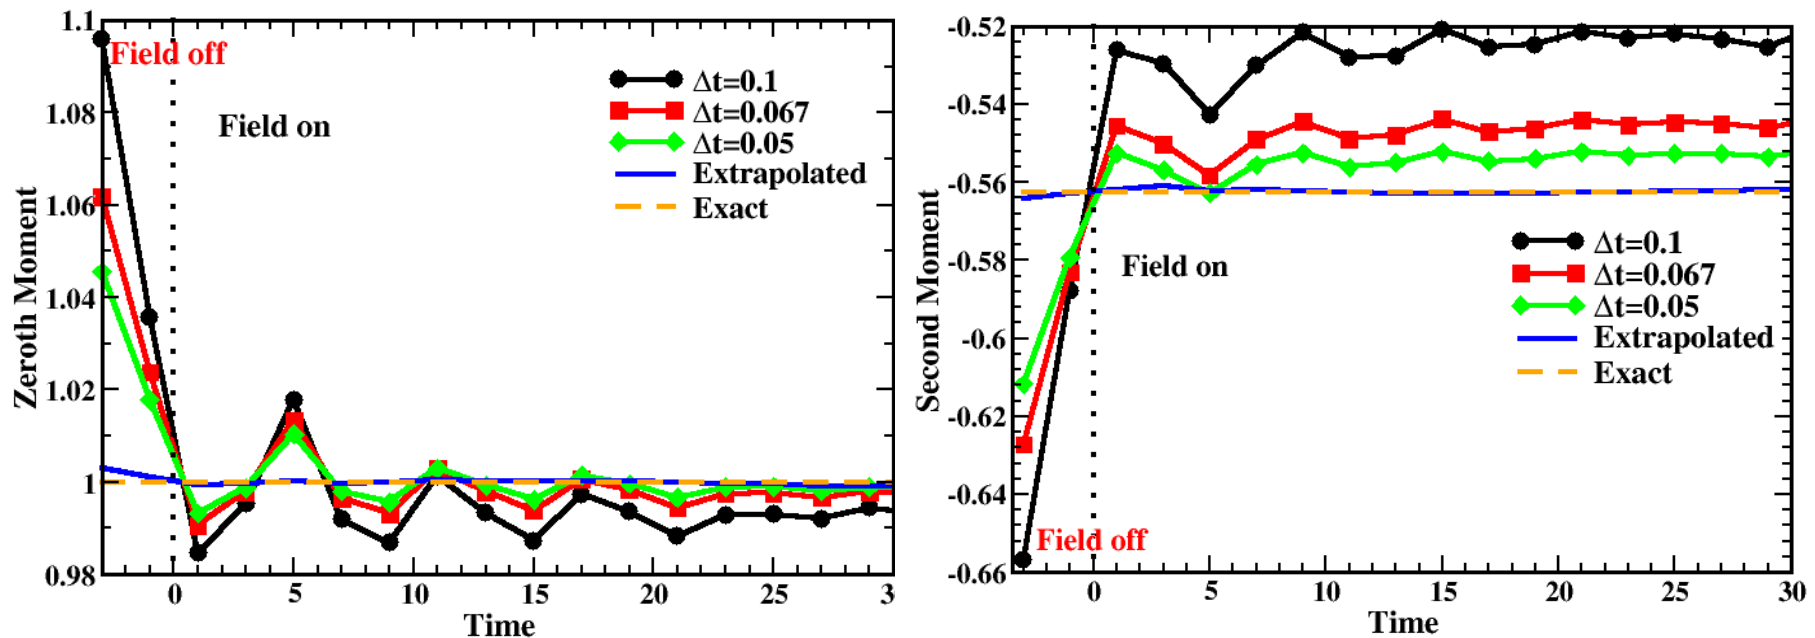 1.1
1.08
1.06
1.04
1.02
1
0.98
Zeroth Moment
Field off
Field on
Δt=0.1
Δt=0.067
Δt=0.05
Extrapolated
Exact
0
5
10
15
20
25
3
Time
-0.52
-0.54
-0.56
-0.58
-0.6
-0.62
-0.64
-0.66
Second Moment
Field on
Δt=0.1
Δt=0.067
Δt=0.05
Extrapolated
Exact
Field off
0
5
10
15
20
25
30
Time